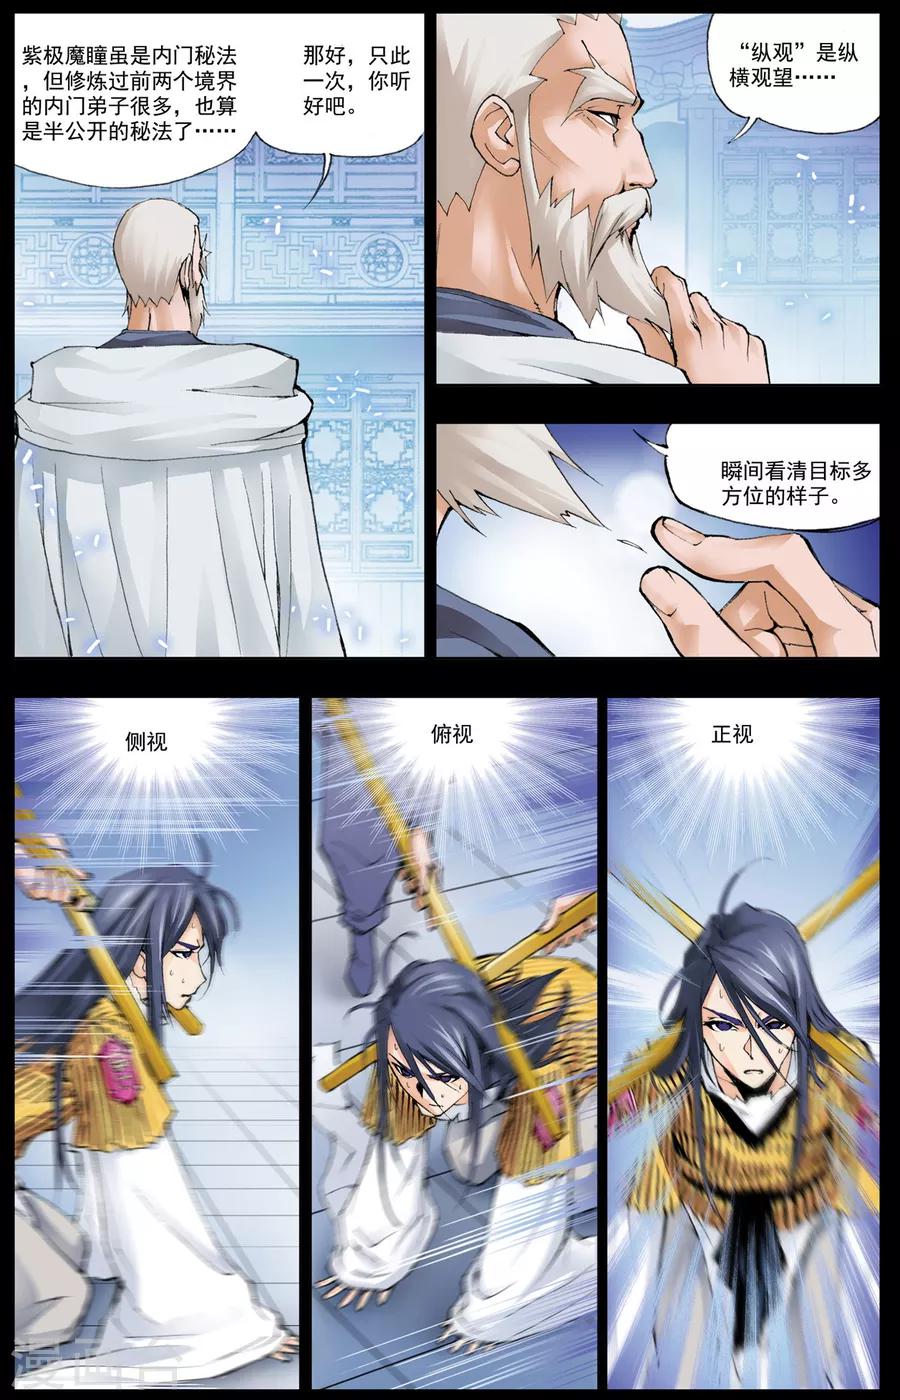 紫极魔瞳虽是内门秘法
，但修炼过前两个境界
的内门弟子很多，也算
是半公开的秘法了……
那好，只此
一次，你听
好吧。
“纵观”是纵
横观望……
瞬间看清目标多
方位的样子。
侧视
俯视
正视
漫画台